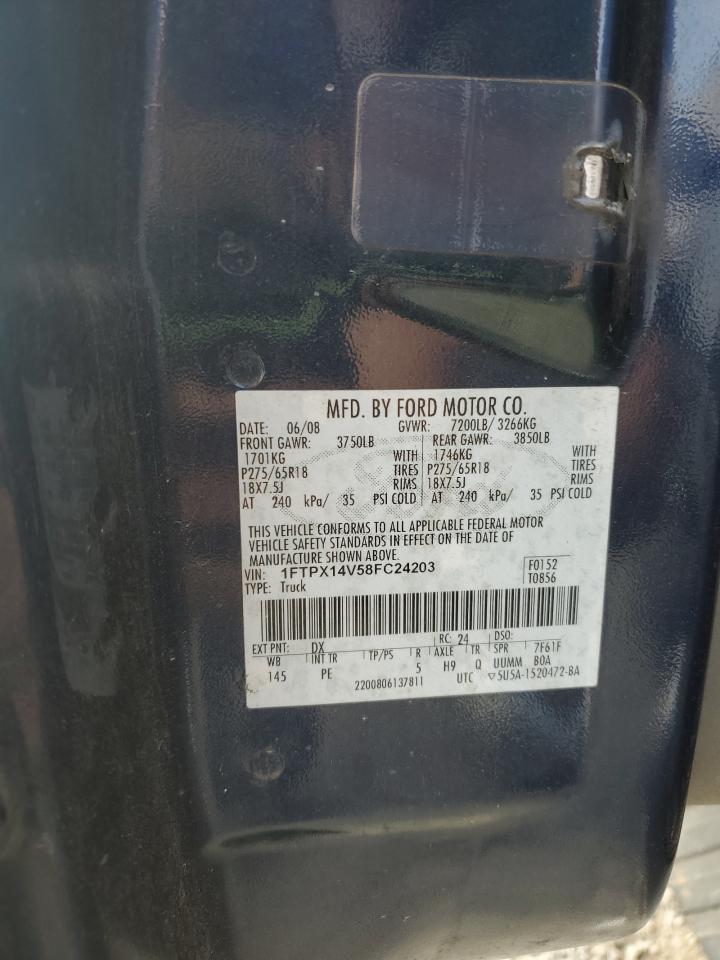 MFD. BY FORD MOTOR CO.
DATE: 06/08 GVWR: 7200LB/ 3266KG
FRONT GAWR: 3750LB REAR GAWR: 3850LB
1701KG WITH 1746KG WITH
P275/65R18 TIRES P275/65R18 TIRES
18X7.5J RIMS 18X7.5J RIMS
AT 240 kPa/ 35 PSI COLD AT 240 kPa/ 35 PSI COLD
THIS VEHICLE CONFORMS TO ALL APPLICABLE FEDERAL MOTOR
VEHICLE SAFETY STANDARDS IN EFFECT ON THE DATE OF
MANUFACTURE SHOWN ABOVE.
VIN: 1FTPX14V58FC24203 F0152
TYPE: Truck T0856
EXT PNT: DX RC: 24 DSO:
WB INT TR TP/PS R AXLE TR SPR 7F61F
145 PE 5 H9 Q UUMM B0A
2200806137811 UTC ▽5U5A-1520472-BA